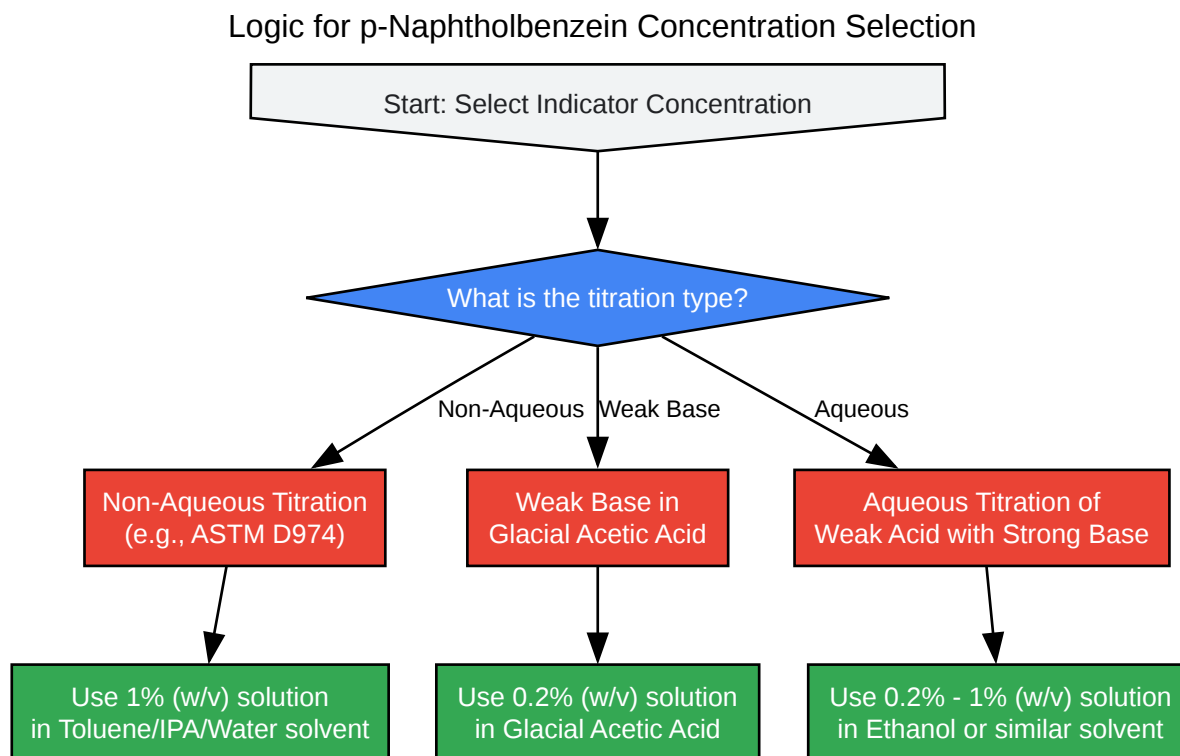 Logic for p-Naphtholbenzein Concentration Selection
Start: Select Indicator Concentration
What is the titration type?
Non-Aqueous
Weak Base
Aqueous
Non-Aqueous Titration
(e.g., ASTM D974)
Weak Base in
Glacial Acetic Acid
Aqueous Titration of
Weak Acid with Strong Base
Use 1% (w/v) solution
in Toluene/IPA/Water solvent
Use 0.2% (w/v) solution
in Glacial Acetic Acid
Use 0.2% - 1% (w/v) solution
in Ethanol or similar solvent